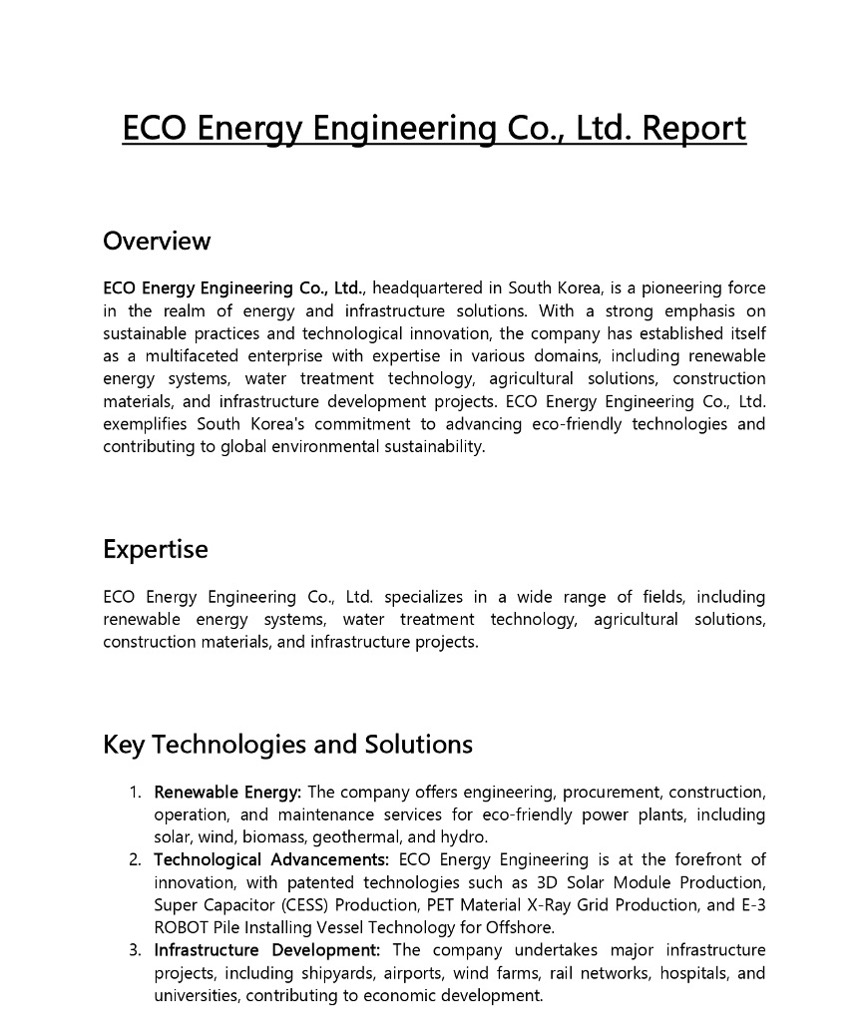 ECO Energy Engineering Co., Ltd. Report
Overview
ECO Energy Engineering Co., Ltd., headquartered in South Korea, is a pioneering force
in the realm of energy and infrastructure solutions. With a strong emphasis on
sustainable practices and technological innovation, the company has established itself
as a multifaceted enterprise with expertise in various domains, including renewable
energy systems, water treatment technology, agricultural solutions, construction
materials, and infrastructure development projects. ECO Energy Engineering Co., Ltd.
exemplifies South Korea's commitment to advancing eco-friendly technologies and
contributing to global environmental sustainability.
Expertise
ECO Energy Engineering Co., Ltd. specializes in a wide range of fields, including
renewable energy systems, water treatment technology, agricultural solutions,
construction materials, and infrastructure projects.
Key Technologies and Solutions
1. Renewable Energy: The company offers engineering, procurement, construction,
operation, and maintenance services for eco-friendly power plants, including
solar, wind, biomass, geothermal, and hydro.
2. Technological Advancements: ECO Energy Engineering is at the forefront of
innovation, with patented technologies such as 3D Solar Module Production,
Super Capacitor (CESS) Production, PET Material X-Ray Grid Production, and E-3
ROBOT Pile Installing Vessel Technology for Offshore.
3. Infrastructure Development: The company undertakes major infrastructure
projects, including shipyards, airports, wind farms, rail networks, hospitals, and
universities, contributing to economic development.